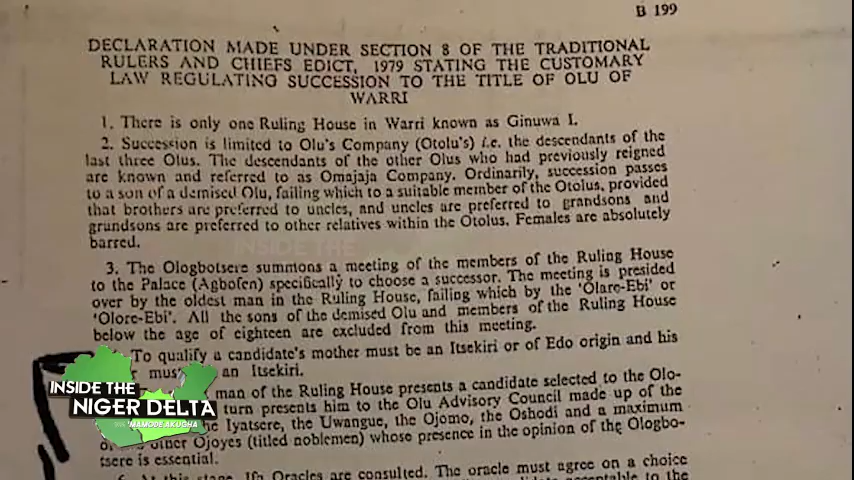 B 199
DECLARATION MADE UNDER SECTION 8 OF THE TRADITIONAL
RULERS AND CHIEFS EDICT, 1979 STATING THE CUSTOMARY
LAW REGULATING SUCCESSION TO THE TITLE OF OLU OF
WARRI
1. There is only one Ruling House in Warri known as Ginuwa I.
2. Succession is limited to Olu's Company (Otolu's) i.e. the descendants of the
last three Olus. The descendants of the other Olus who had previously reigned
are known and referred to as Omajaja Company. Ordinarily, succession passes
to a son of a demised Olu, failing which to a suitable member of the Otolus, provided
that brothers are preferred to uncles, and uncles are preferred to grandsons and
grandsons are preferred to other relatives within the Otolus. Females are absolutely
barred.
3. The Ologbotsere summons a meeting of the members of the Ruling House
to the Palace (Agbofen) specifically to choose a successor. The meeting is presided
over by the oldest man in the Ruling House, failing which by the 'Olare-Ebi' or
'Olore-Ebi'. All the sons of the demised Olu and members of the Ruling House
below the age of eighteen are excluded from this meeting.
To qualify a candidate's mother must be an Itsekiri or of Edo origin and his
an Itsekiri.
man of the Ruling House presents a candidate selected to the Olo-
turn presents him to the Olu Advisory Council made up of the
Iyatsere, the Uwangue, the Ojomo, the Oshodi and a maximum
other Ojoyes (titled noblemen) whose presence in the opinion of the Ologbo-
tsere is essential.
At this stage, Ifa Oracles are consulted. The oracle must agree on a choice
INSIDE THE
NIGER DELTA
MAMODE AKUGHA